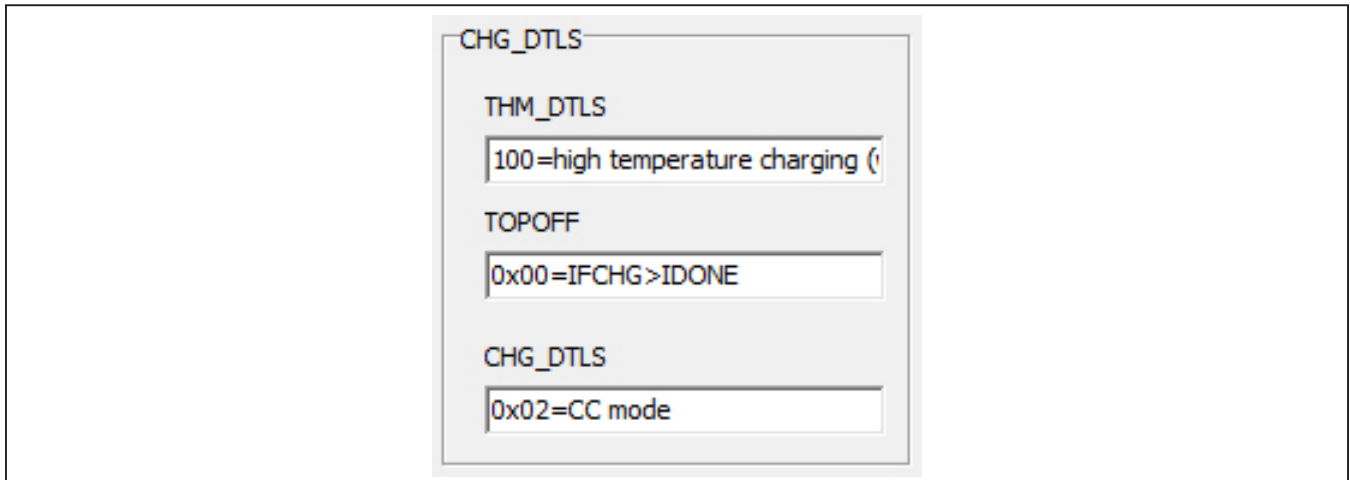 CHG_DTLS
THM_DTLS
100=high temperature charging (
TOPOFF
0x00=IFCHG>IDONE
CHG_DTLS
0x02=CC mode